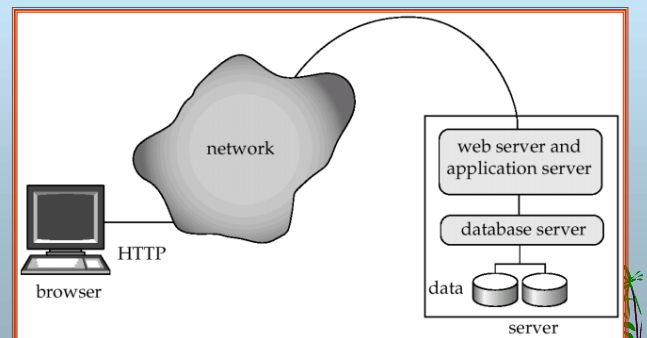 network
HTTP
browser
web server and
application server
database server
data
server